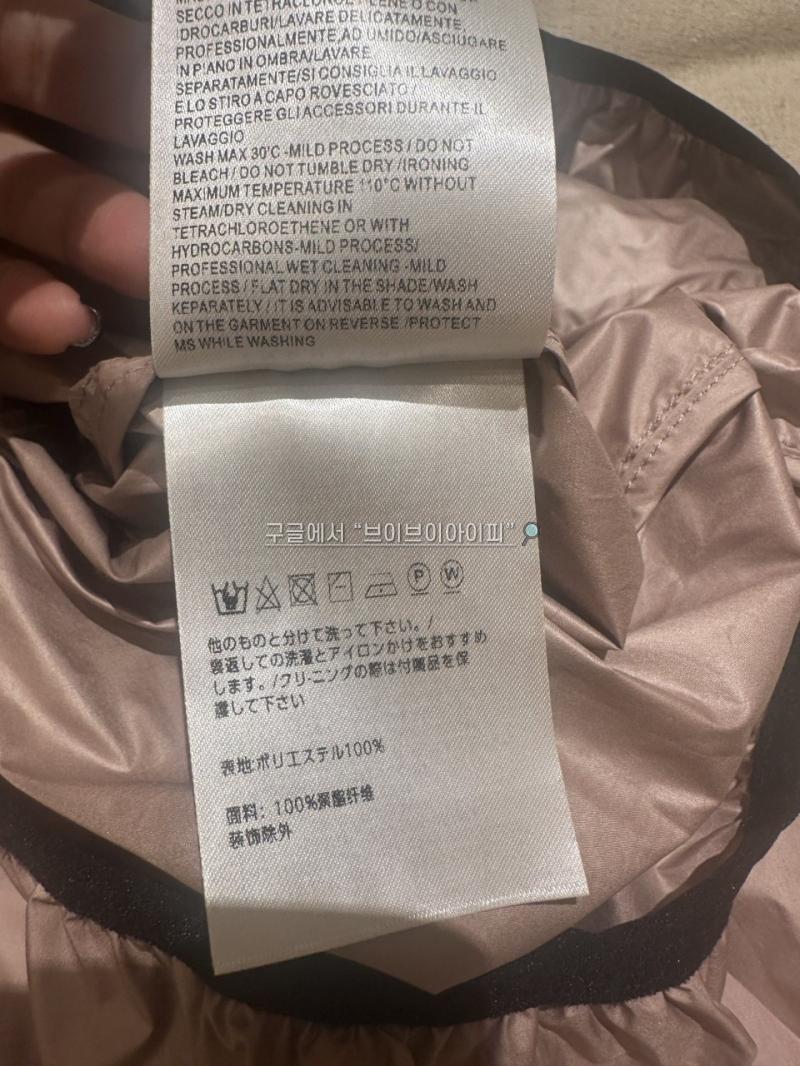 SECCO IN TETRACLOROETILENE O CON
IDROCARBURI/LAVARE DELICATAMENTE,
PROFESSIONALMENTE,AD UMIDO/ASCIUGARE
IN PIANO IN OMBRA/LAVARE
SEPARATAMENTE/SI CONSIGLIA IL LAVAGGIO
E LO STIRO A CAPO ROVESCIATO /
PROTEGGERE GLI ACCESSORI DURANTE IL
LAVAGGIO
WASH MAX 30°C -MILD PROCESS / DO NOT
BLEACH / DO NOT TUMBLE DRY /IRONING
MAXIMUM TEMPERATURE 110°C WITHOUT
STEAM/DRY CLEANING IN
TETRACHLOROETHENE OR WITH
HYDROCARBONS-MILD PROCESS/
PROFESSIONAL WET CLEANING -MILD
PROCESS / FLAT DRY IN THE SHADE/WASH
KEPARATELY / IT IS ADVISABLE TO WASH AND
ON THE GARMENT ON REVERSE /PROTECT
MS WHILE WASHING
구글에서 “브이브이아이피”
P W
他のものと分けて洗って下さい。/
裏返しての洗濯とアイロンかけをおすすめ
します。/クリーニングの際は付属品を保
護して下さい
表地:ポリエステル100%
面料: 100%聚酯纤维
装饰除外